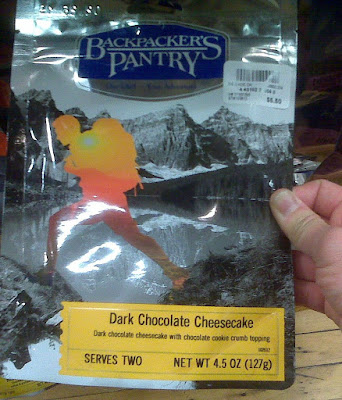 BACKPACKER'S
PANTRY
$6.50
Dark Chocolate Cheesecake
Dark chocolate cheesecake with chocolate cookie crumb topping
SERVES TWO
NET WT 4.5 OZ (127g)